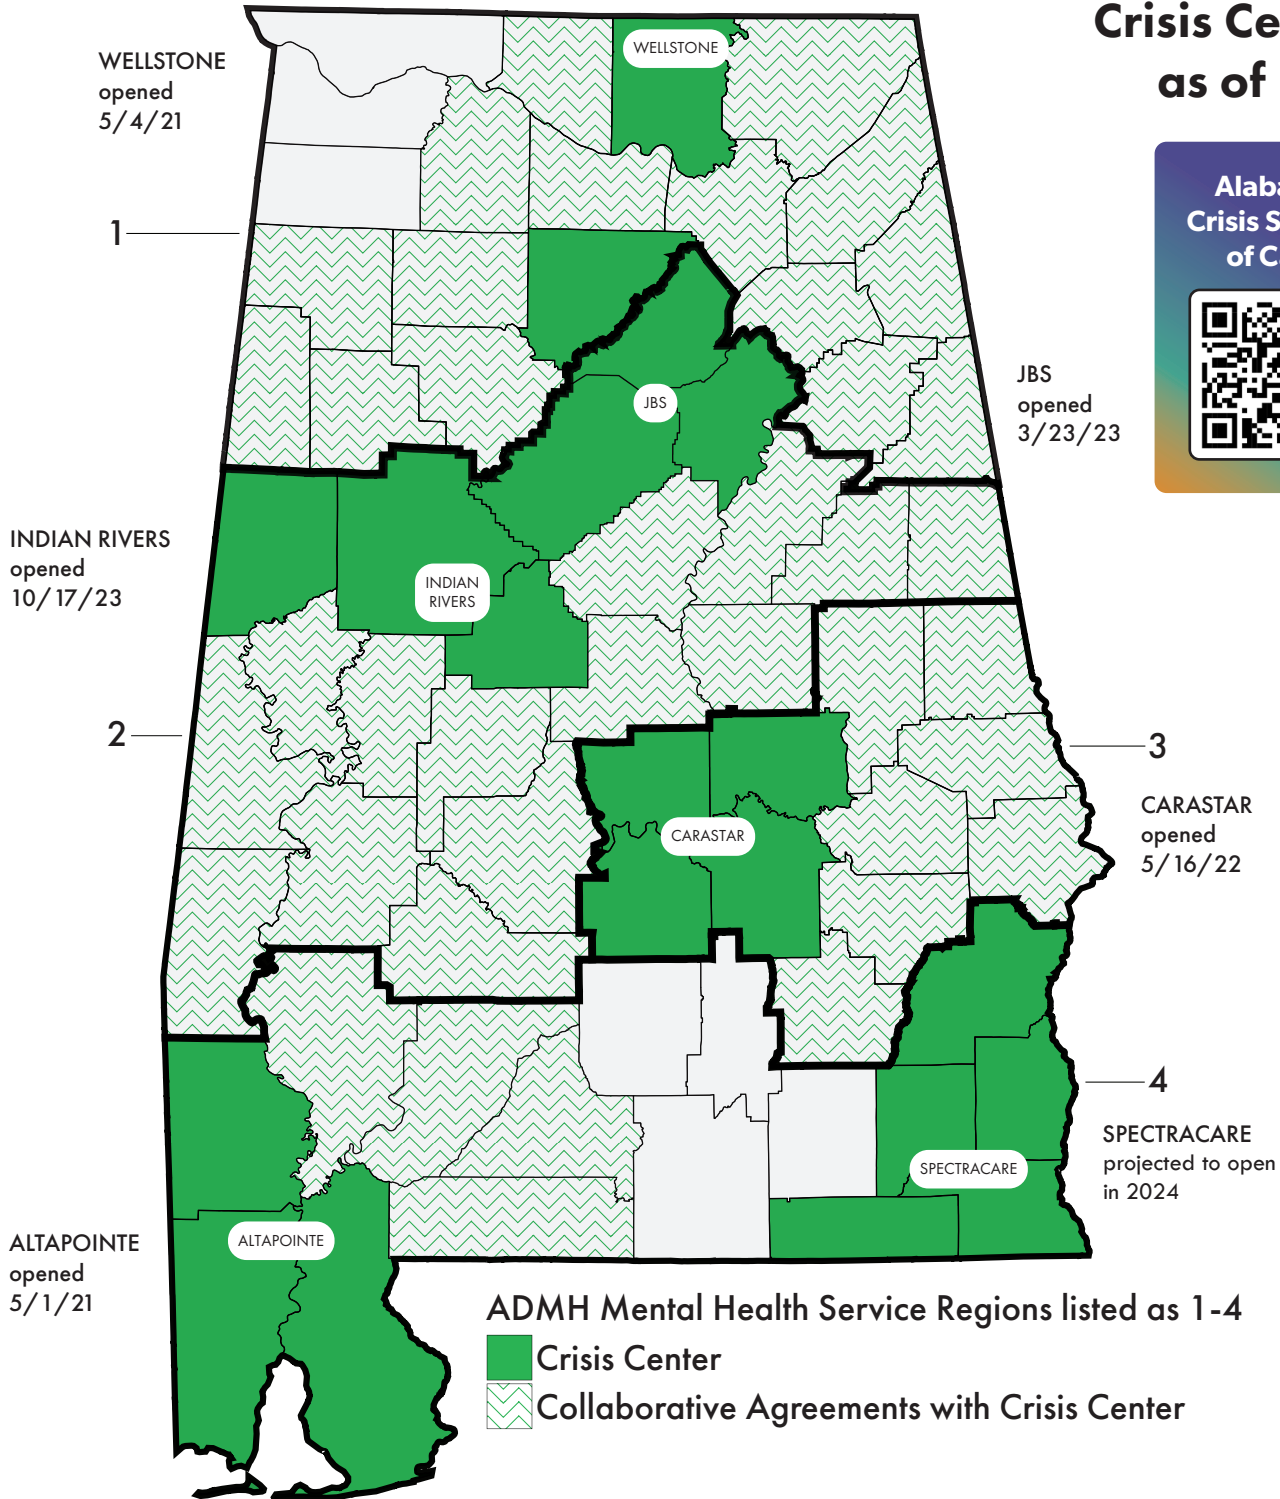 Crisis
as of
WELLSTONE
opened
5/4/21
WELLSTONE
Crisis
of
1
JBS
JBS
opened
3/23/23
INDIAN RIVERS
opened
10/17/23
INDIAN
RIVERS
2
3
CARASTAR
CARASTAR
opened
5/16/22
4
SPECTRACARE
SPECTRACARE
projected to open
in 2024
ALTAPOINTE
ALTAPOINTE
opened
5/1/21
ADMH Mental Health Service Regions listed as 1-4
Crisis Center
Collaborative Agreements with Crisis Center